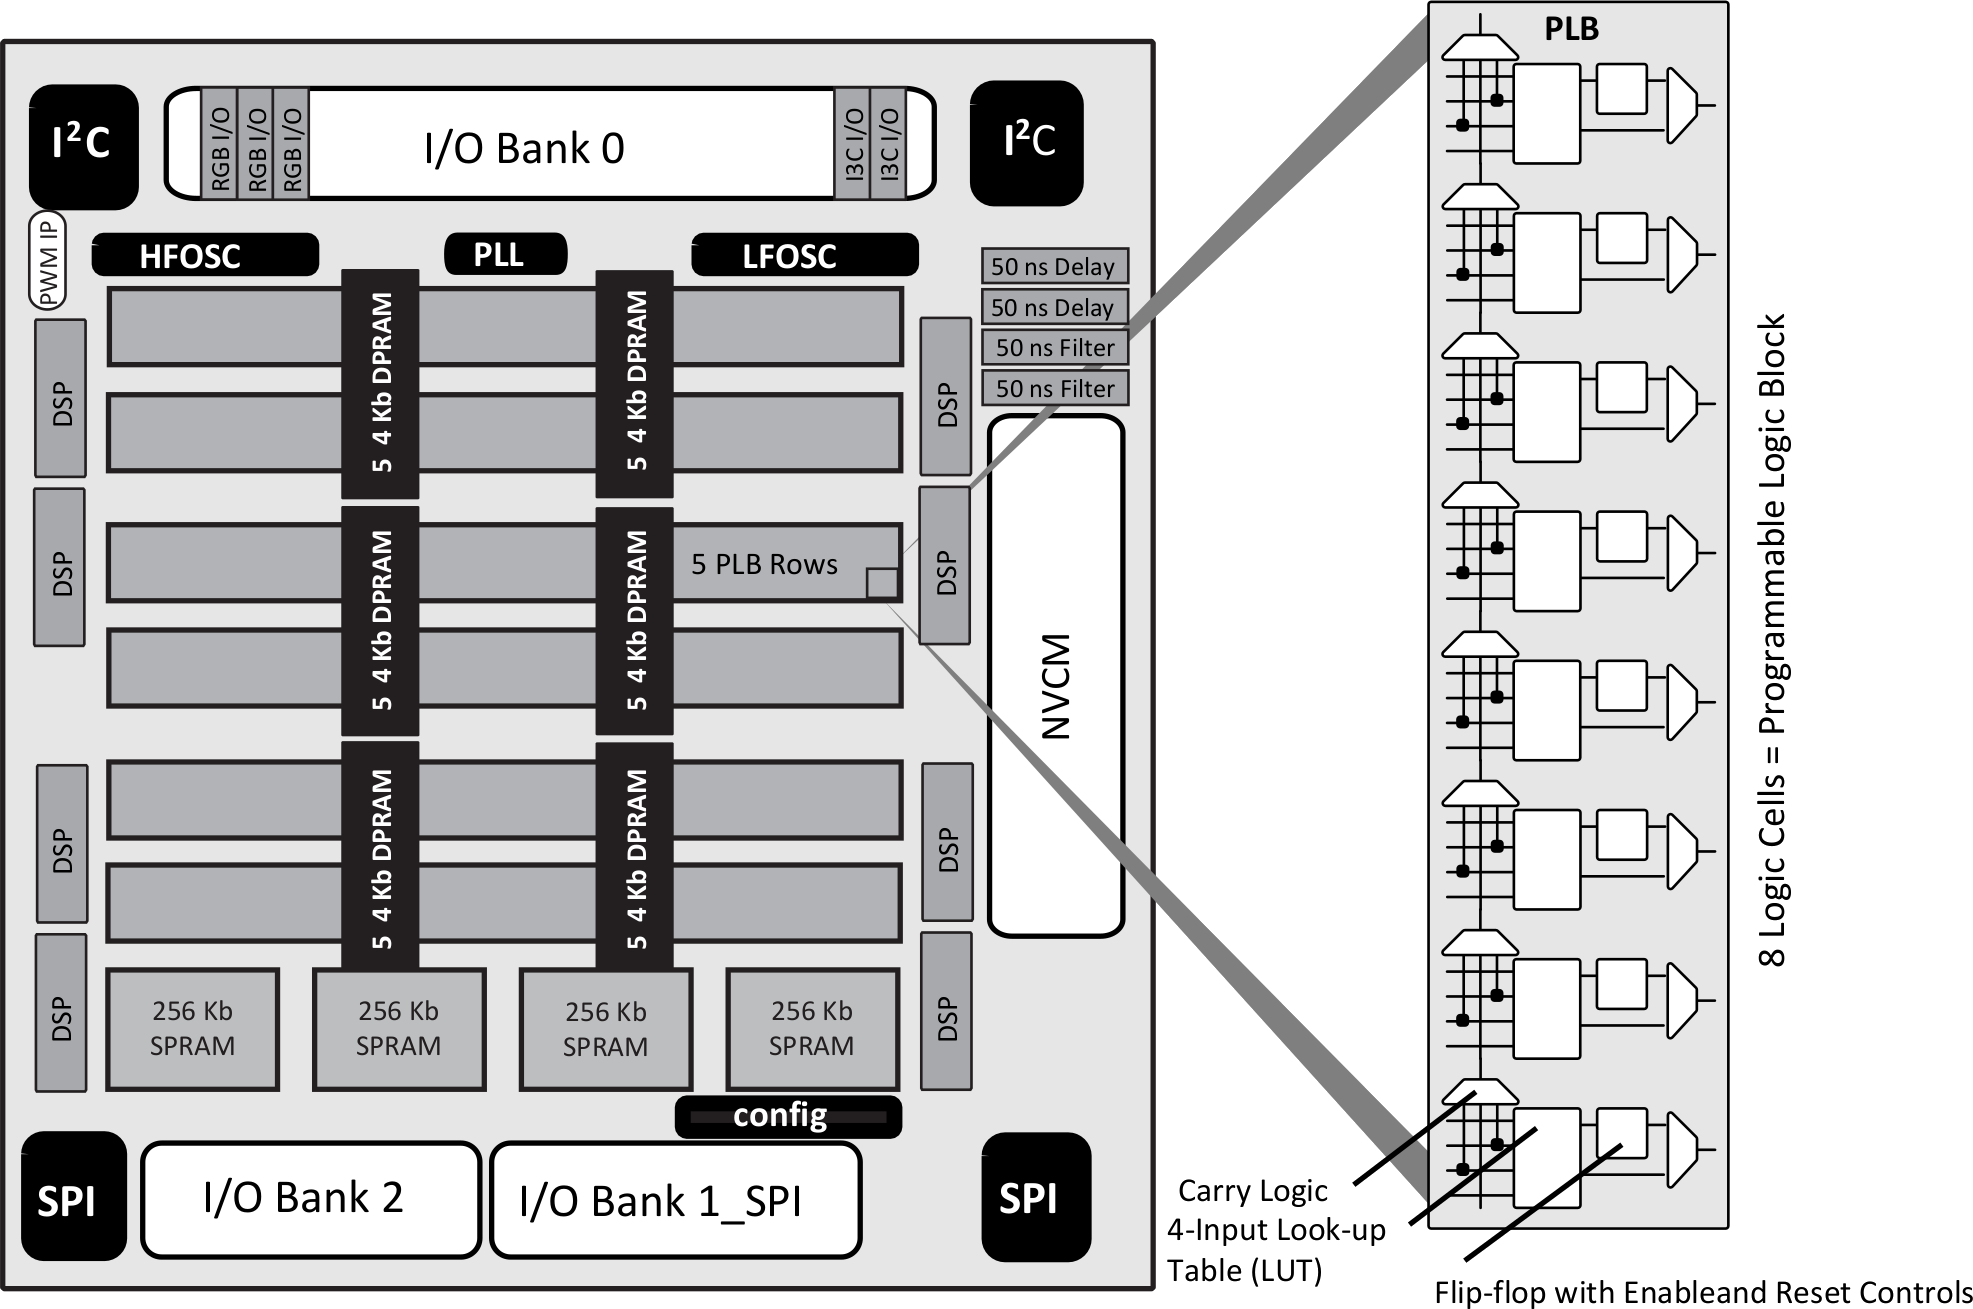 PLB
I²C
RGB I/O
RGB I/O
RGB I/O
I/O Bank 0
I3C I/O
I3C I/O
I²C
PWM IP
HFOSC
PLL
LFOSC
50 ns Delay
50 ns Delay
50 ns Filter
50 ns Filter
DSP
5 4 Kb DPRAM
5 4 Kb DPRAM
DSP
DSP
5 4 Kb DPRAM
5 4 Kb DPRAM
5 PLB Rows
DSP
NVCM
DSP
5 4 Kb DPRAM
5 4 Kb DPRAM
DSP
DSP
256 Kb
SPRAM
256 Kb
SPRAM
256 Kb
SPRAM
256 Kb
SPRAM
DSP
config
SPI
I/O Bank 2
I/O Bank 1_SPI
SPI
8 Logic Cells = Programmable Logic Block
Carry Logic
4-Input Look-up
Table (LUT)
Flip-flop with Enableand Reset Controls